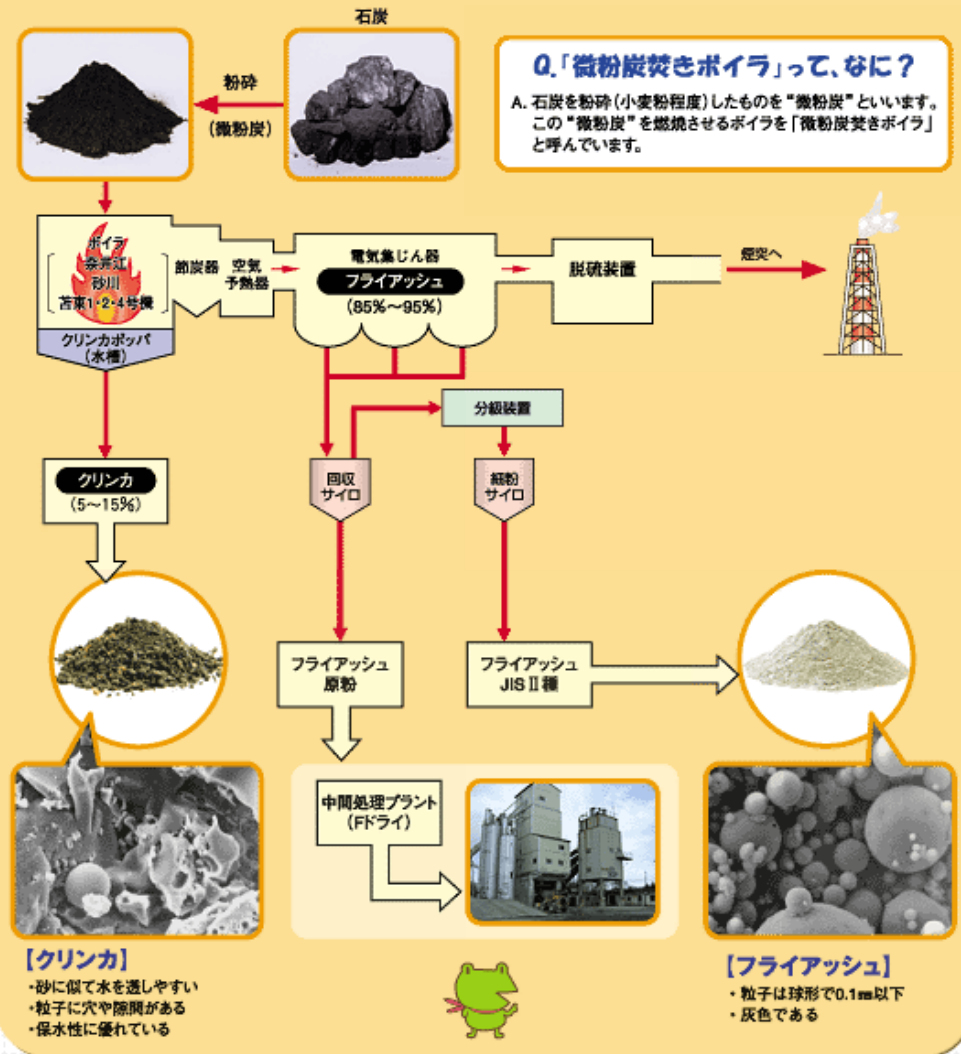 石炭
粉砕
(微粉炭)
Q.「微粉炭焚きボイラ」って、なに？
A. 石炭を粉砕(小麦粉程度)したものを“微粉炭”といいます。
この“微粉炭”を燃焼させるボイラを「微粉炭焚きボイラ」
と呼んでいます。
ボイラ
奈井江
砂川
苫東1・2・4号機
クリンカホッパ
(水槽)
節炭器
空気
予熱器
電気集じん器
フライアッシュ
(85%～95%)
脱硫装置
煙突へ
分級装置
回収
サイロ
細粉
サイロ
クリンカ
(5～15%)
フライアッシュ
原粉
フライアッシュ
JISⅡ種
中間処理プラント
(Fドライ)
【クリンカ】
・砂に似て水を透しやすい
・粒子に穴や隙間がある
・保水性に優れている
【フライアッシュ】
・粒子は球形で0.1㎜以下
・灰色である